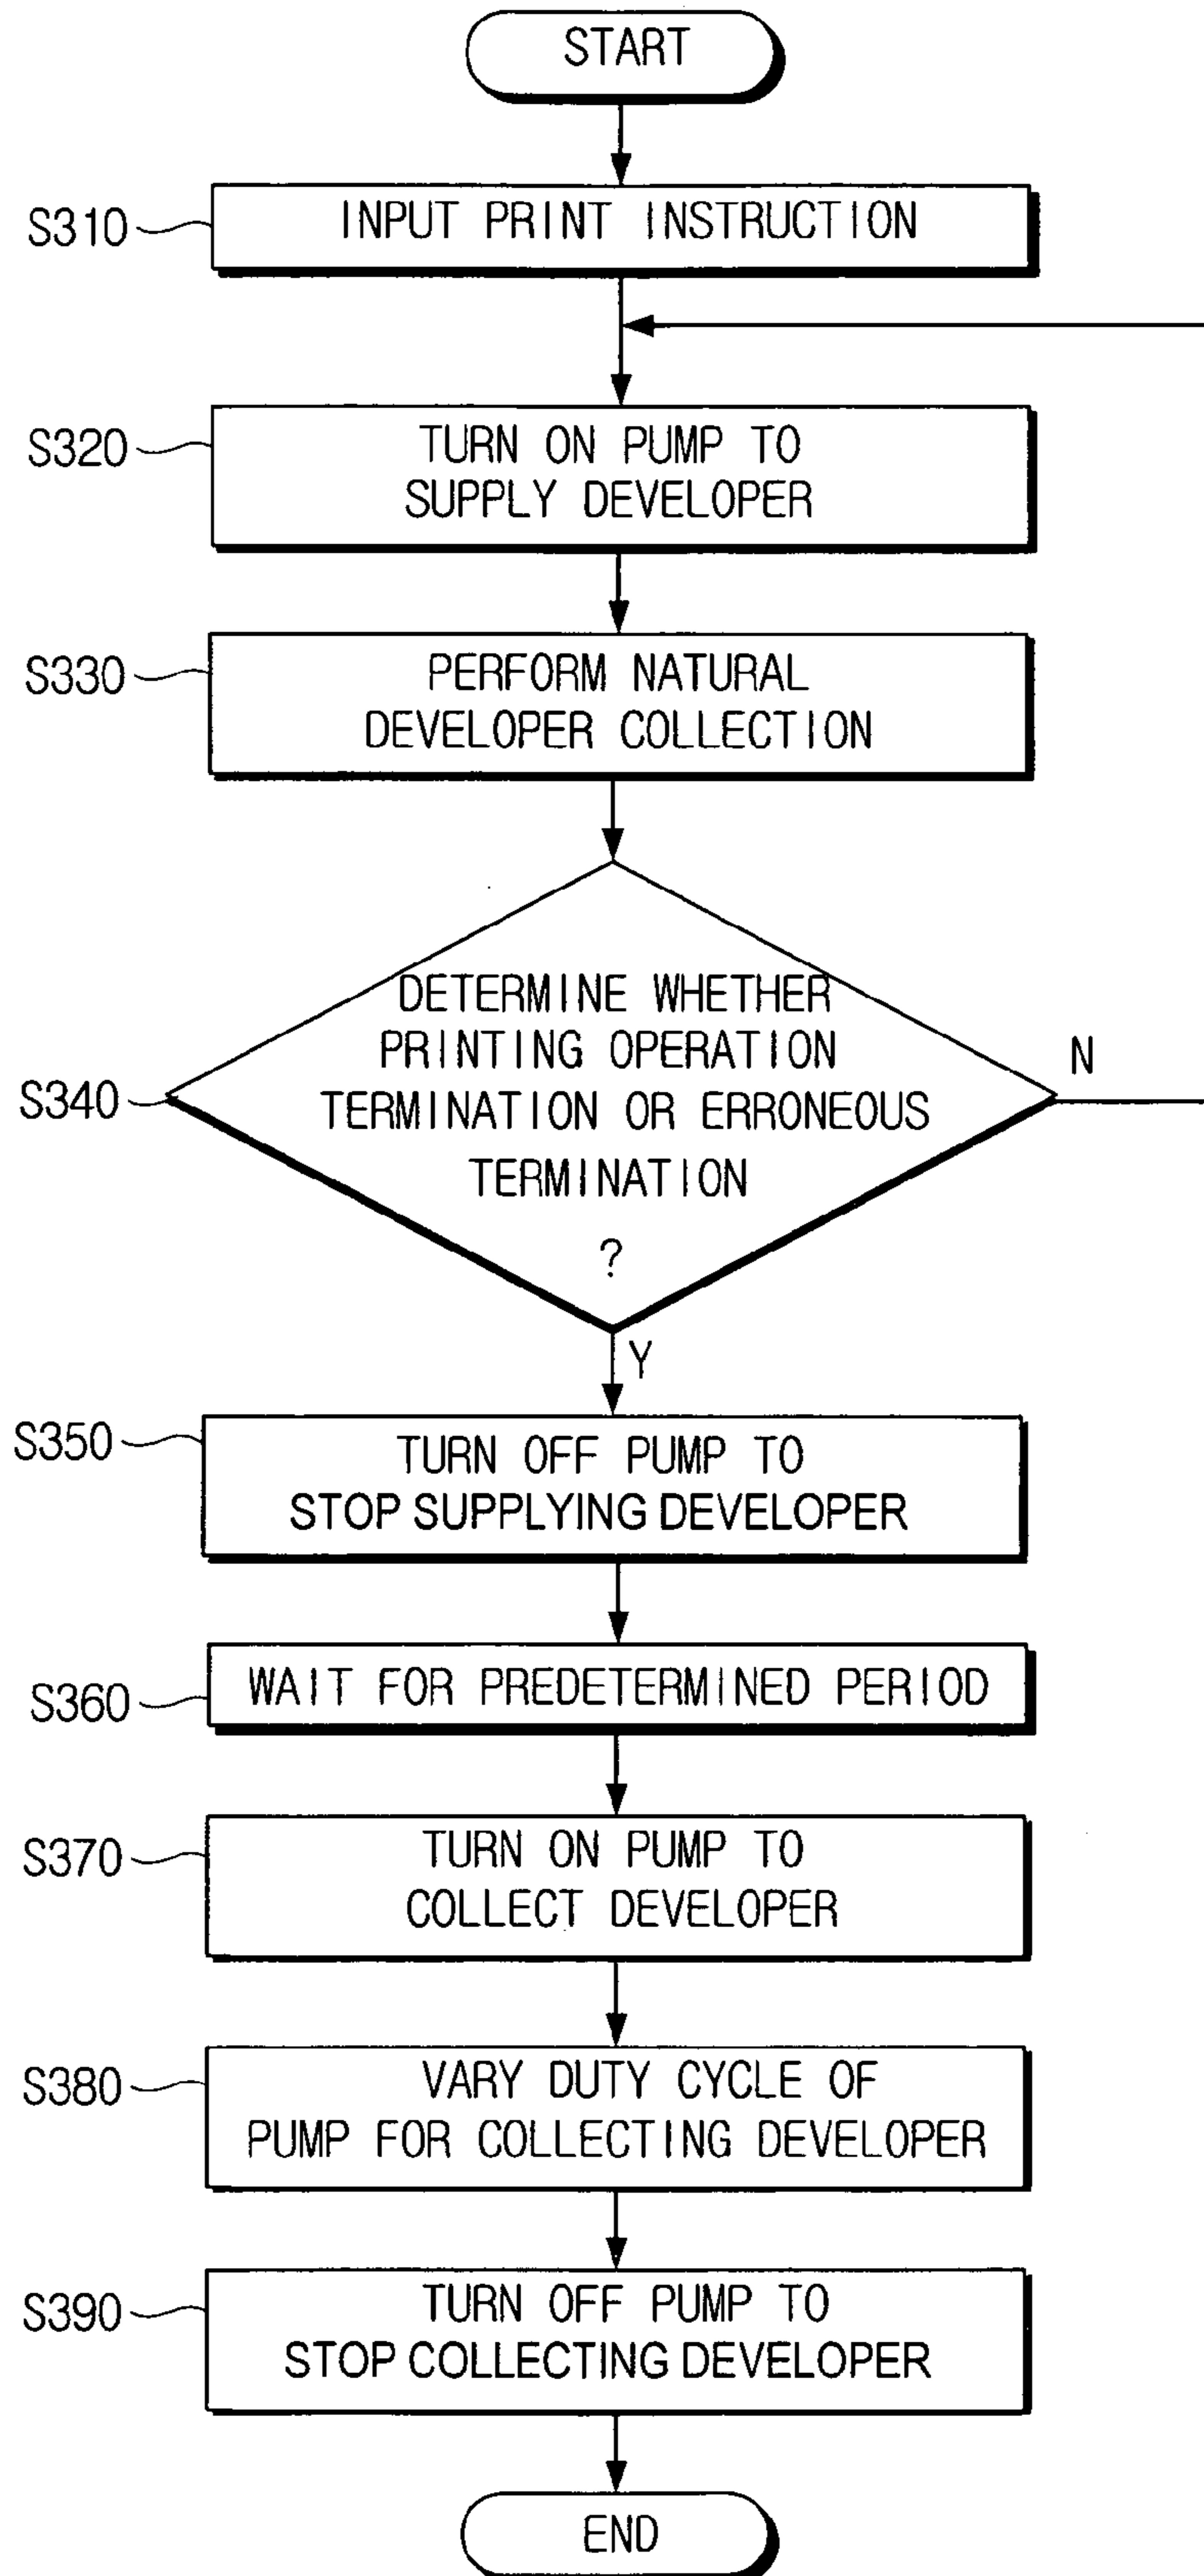 START
S310
INPUT PRINT INSTRUCTION
S320
TURN ON PUMP TO
SUPPLY DEVELOPER
S330
PERFORM NATURAL
DEVELOPER COLLECTION
S340
DETERMINE WHETHER
PRINTING OPERATION
TERMINATION OR ERRONEOUS
TERMINATION
?
N
Y
S350
TURN OFF PUMP TO
STOP SUPPLYING DEVELOPER
S360
WAIT FOR PREDETERMINED PERIOD
S370
TURN ON PUMP TO
COLLECT DEVELOPER
S380
VARY DUTY CYCLE OF
PUMP FOR COLLECTING DEVELOPER
S390
TURN OFF PUMP TO
STOP COLLECTING DEVELOPER
END